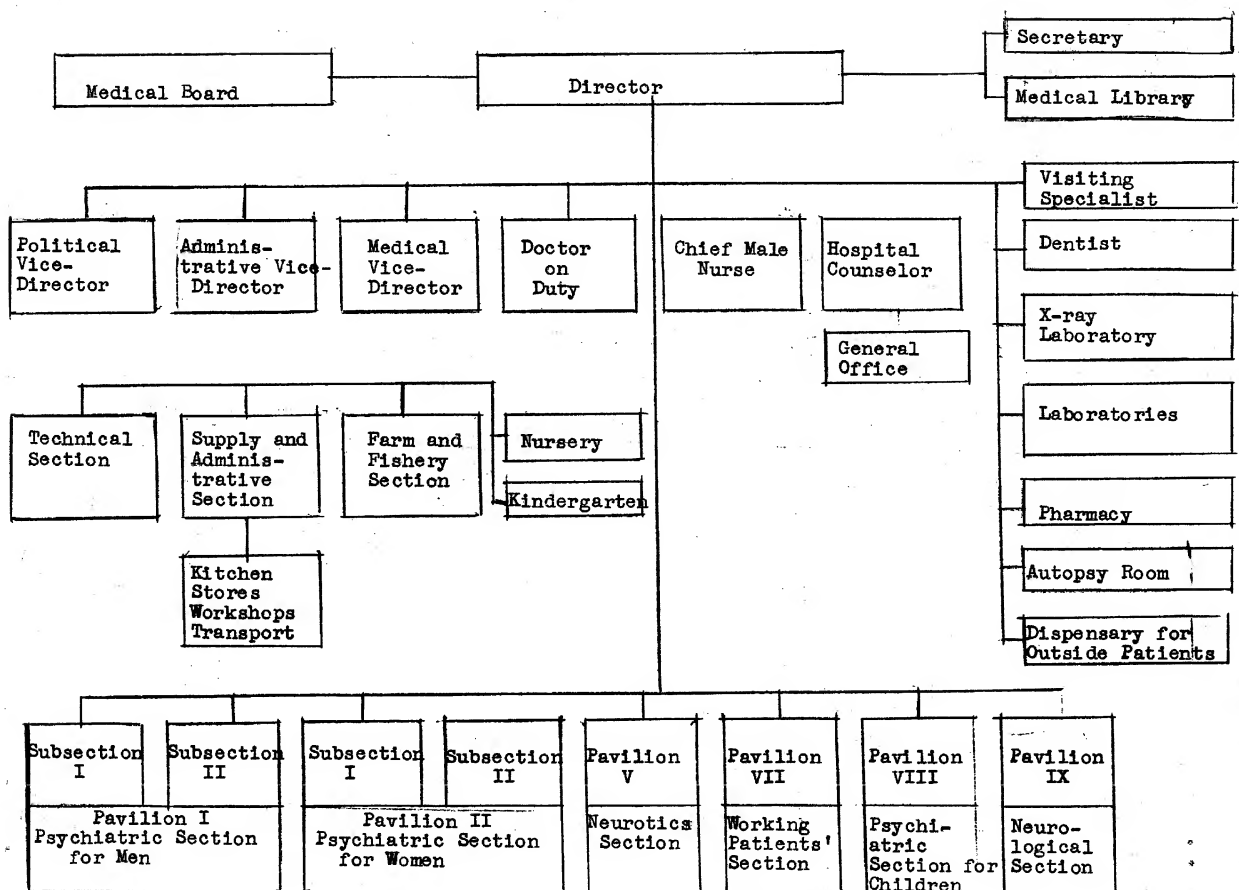 Secretary
Medical Board
Director
Medical Library
Visiting
Specialist
Political
Vice-
Director
Adminis-
trative Vice-
Director
Medical
Vice-
Director
Doctor
on
Duty
Chief Male
Nurse
Hospital
Counselor
Dentist
X-ray
Laboratory
General
Office
Technical
Section
Supply and
Adminis-
trative
Section
Farm and
Fishery
Section
Nursery
Kindergarten
Laboratories
Pharmacy
Kitchen
Stores
Workshops
Transport
Autopsy Room
Dispensary for
Outside Patients
Subsection
I
Subsection
II
Subsection
I
Subsection
II
Pavilion
V
Pavilion
VII
Pavilion
VIII
Pavilion
IX
Pavilion I
Psychiatric Section
for Men
Pavilion II
Psychiatric Section
for Women
Neurotics
Section
Working
Patients'
Section
Psychi-
atric
Section for
Children
Neuro-
logical
Section